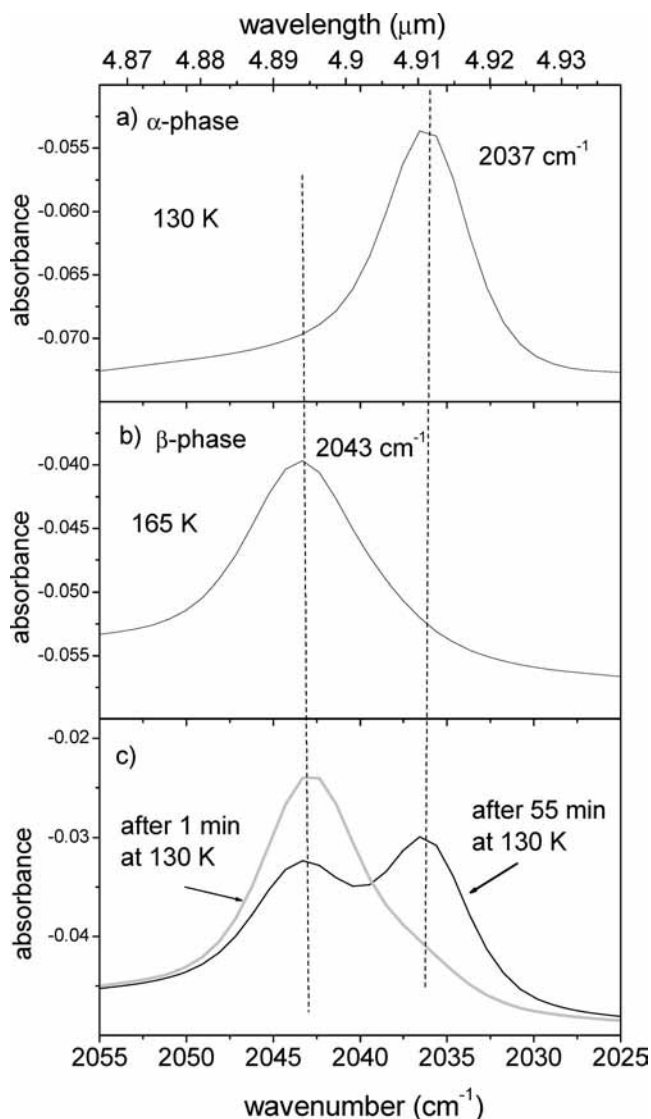 wavelength (μm)
4.87 4.88 4.89 4.9 4.91 4.92 4.93
a) α-phase
2037 cm-1
130 K
-0.055
-0.060
-0.065
-0.070
absorbance
b) β-phase
2043 cm-1
165 K
-0.040
-0.045
-0.050
-0.055
absorbance
c)
after 1 min
at 130 K
after 55 min
at 130 K
-0.02
-0.03
-0.04
absorbance
2055 2050 2045 2040 2035 2030 2025
wavenumber (cm-1)